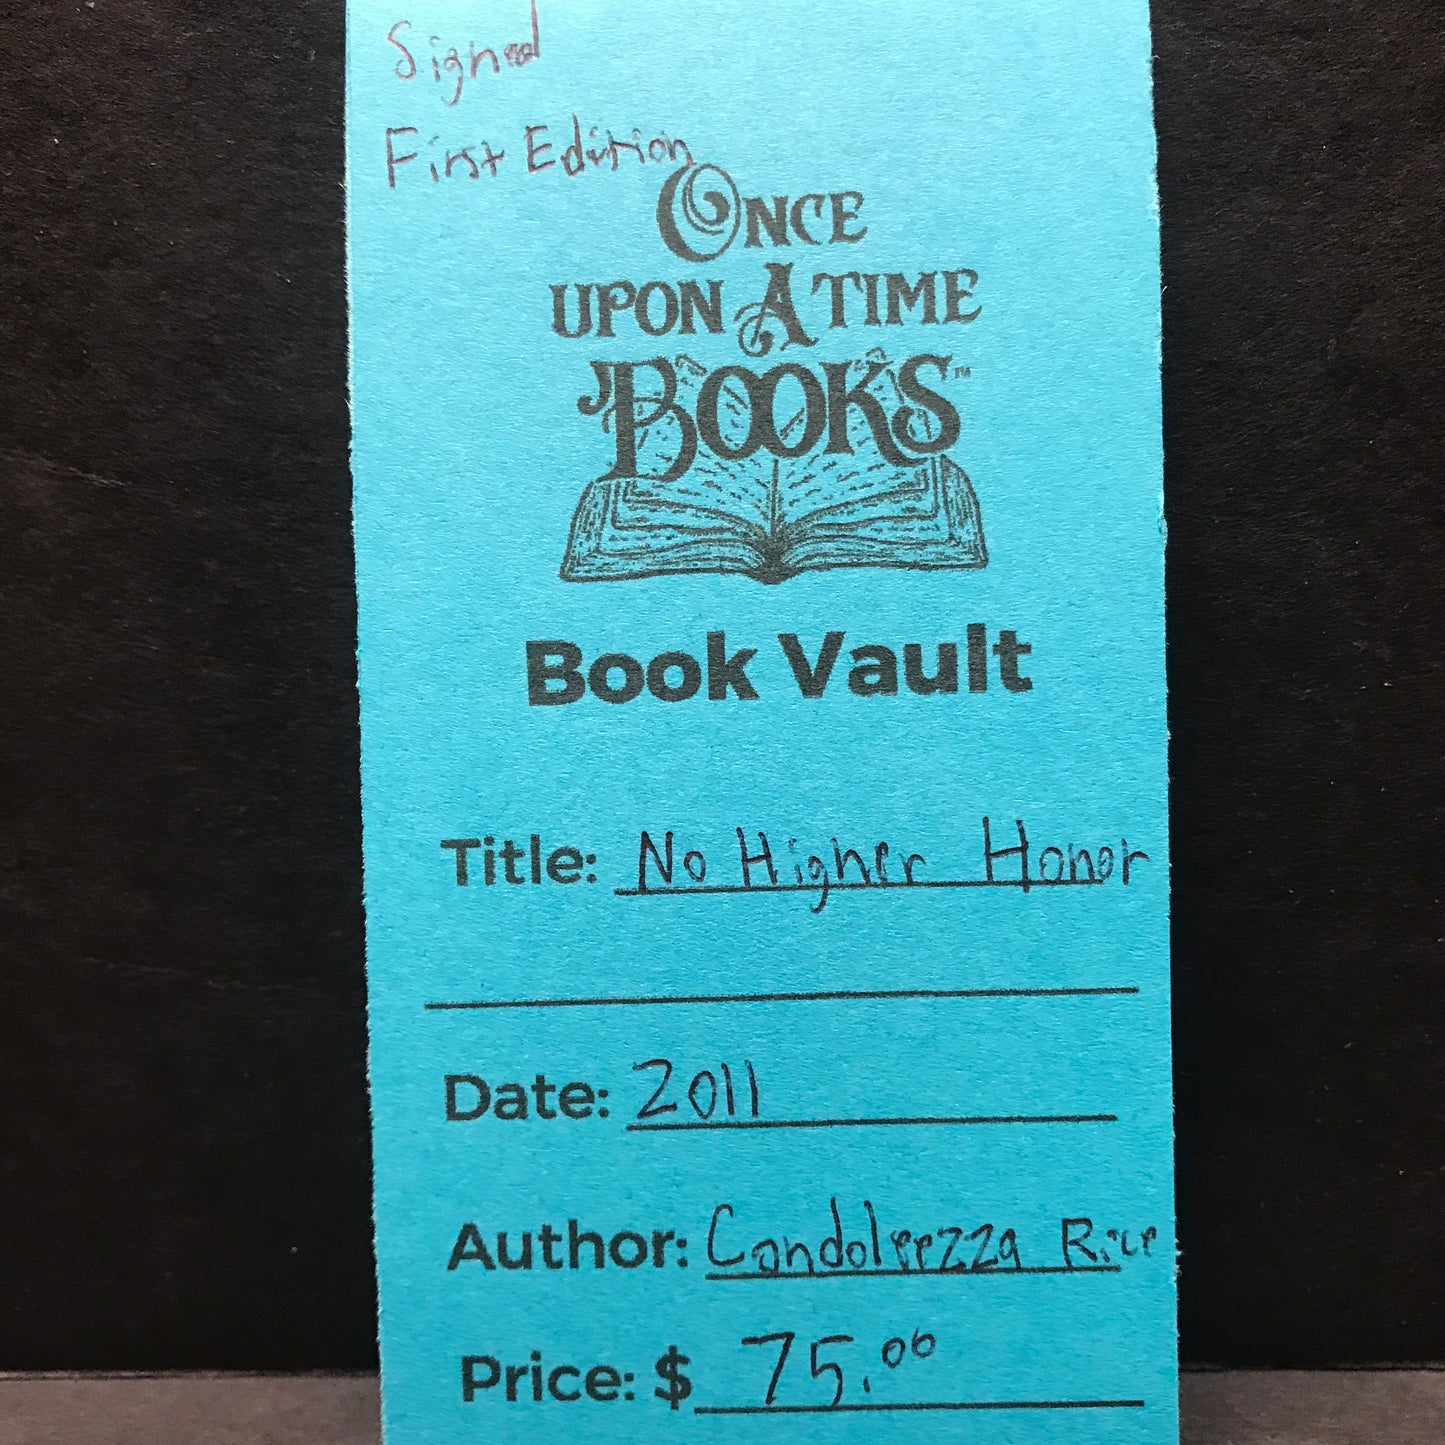 Signed
First Edition
ONCE
UPON A TIME
BOOKS™
Book Vault
Title: No Higher Honor
Date: 2011
Author: Condoleezza Rice
Price: $ 75.00